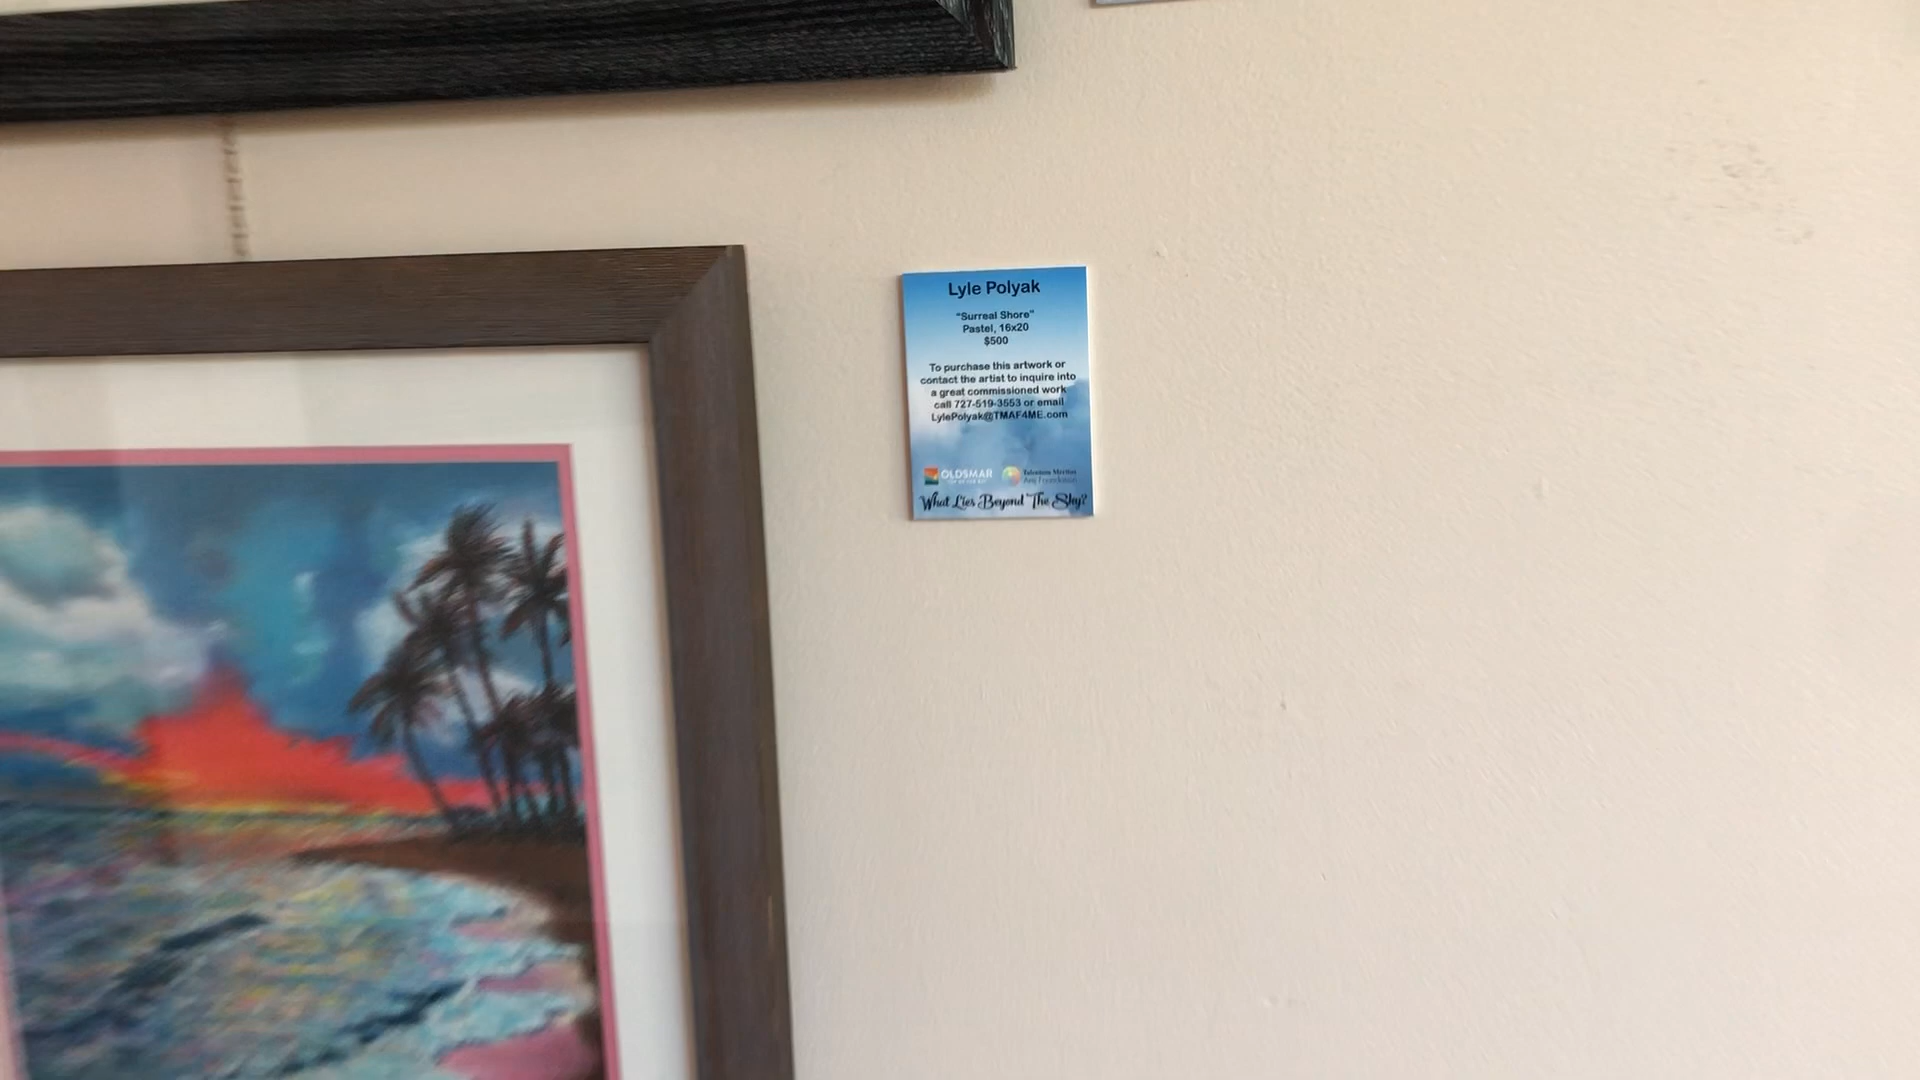 Lyle Polyak
"Surreal Shore"
Pastel, 16x20
$500
To purchase this artwork or
contact the artist to inquire into
a great commissioned work
call 727-519-3553 or email
LylePolyak@TMAF4ME.com
OLDSMAR
What Lies Beyond The Sky?